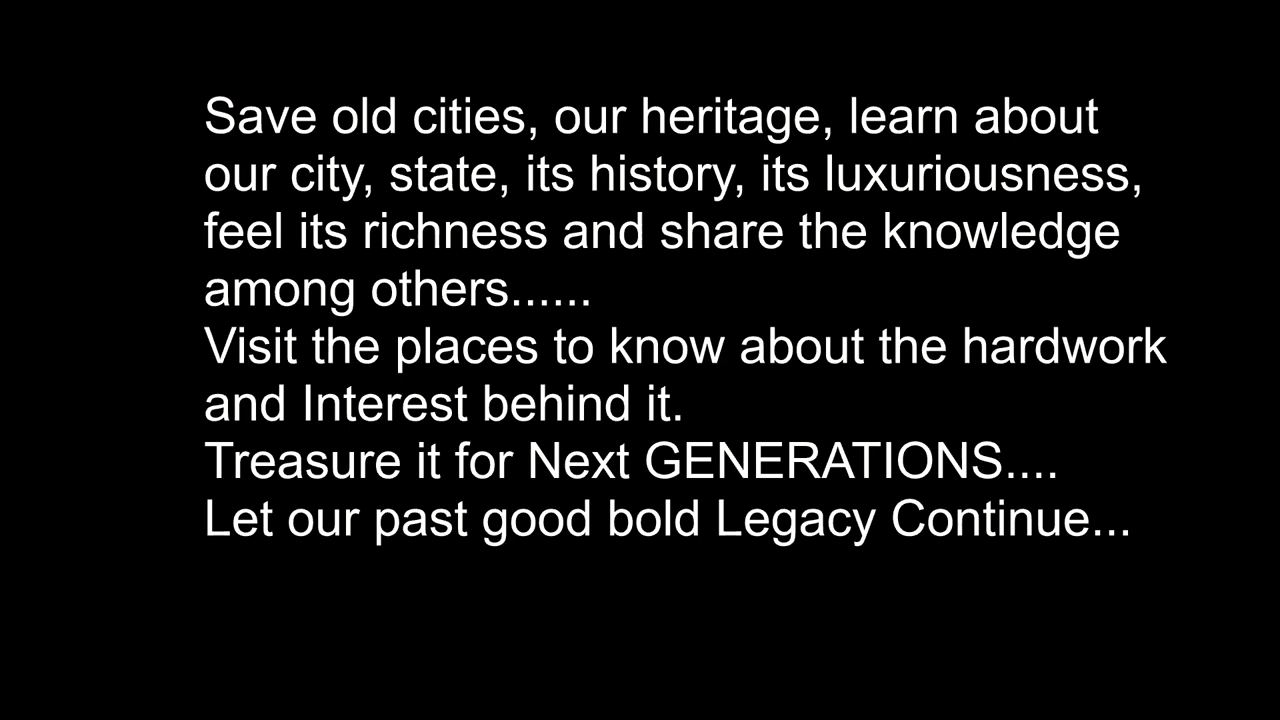 Save old cities, our heritage, learn about
our city, state, its history, its luxuriousness,
feel its richness and share the knowledge
among others......
Visit the places to know about the hardwork
and Interest behind it.
Treasure it for Next GENERATIONS....
Let our past good bold Legacy Continue...